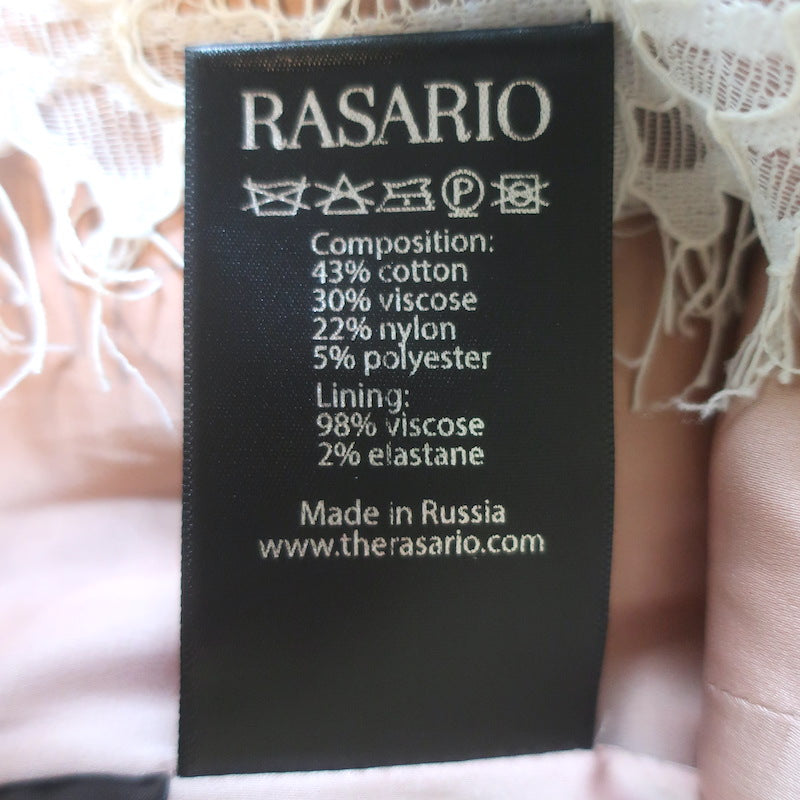 RASARIO
P
Composition:
43% cotton
30% viscose
22% nylon
5% polyester
Lining:
98% viscose
2% elastane
Made in Russia
www.therasario.com